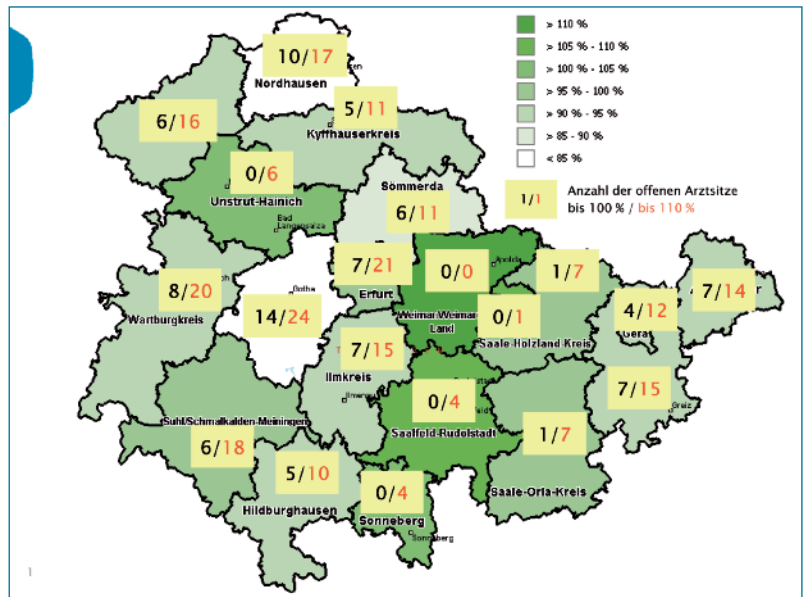 > 110 %
> 105 % - 110 %
> 100 % - 105 %
> 95 % - 100 %
> 90 % - 95 %
> 85 - 90 %
< 85 %
1/1
Anzahl der offenen Arztsitze
bis 100 % / bis 110 %
10/17
Nordhausen
5/11
Kyffhäuserkreis
6/16
0/6
Unstrut-Hainich
Bad
Langensalza
Sömmerda
6/11
7/21
Erfurt
0/0
Apolda
Weimar/Weimar
Land
1/7
0/1
Saale-Holzland-Kreis
4/12
Gera
7/14
8/20
Wartburgkreis
Gotha
14/24
7/15
Ilmkreis
0/4
Saalfeld-Rudelstadt
7/15
Greiz
1/7
Saale-Orla-Kreis
Suhl/Schmalkalden-Meiningen
6/18
5/10
Hildburghausen
0/4
Sonneberg
Sonneberg
1